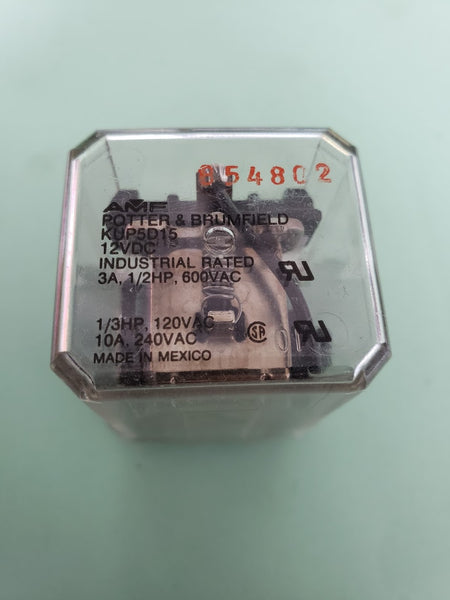 854802
AMF
POTTER & BRUMFIELD
KUP5D15
12VDC
INDUSTRIAL RATED
3A, 1/2HP, 600VAC
1/3HP, 120VAC
10A, 240VAC
MADE IN MEXICO